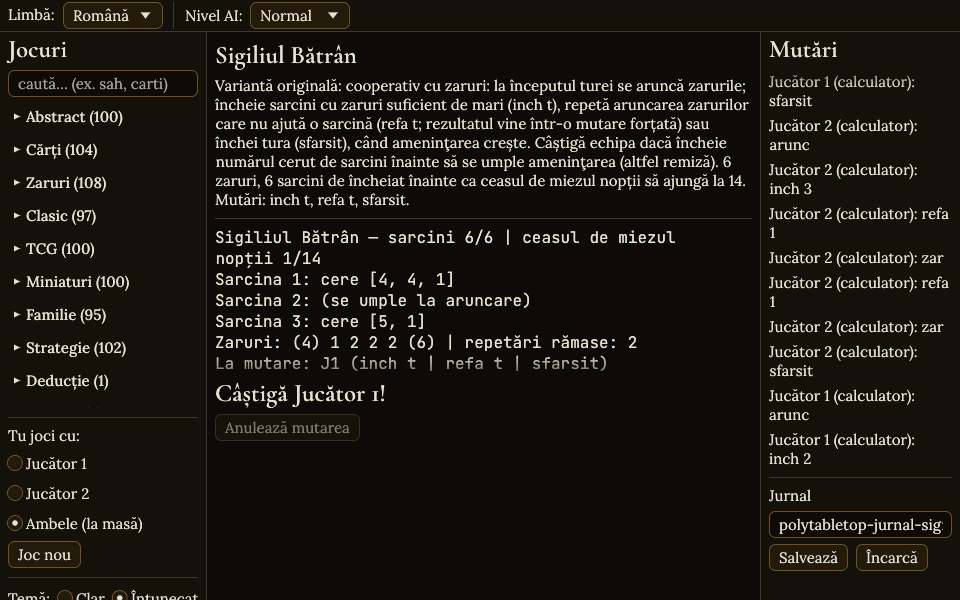 Limbă: Română ▼ Nivel AI: Normal ▼
Jocuri
caută... (ex. sah, carti)
▸ Abstract (100)
▸ Cărți (104)
▸ Zaruri (108)
▸ Clasic (97)
▸ TCG (100)
▸ Miniaturi (100)
▸ Familie (95)
▸ Strategie (102)
▸ Deducție (1)
Tu joci cu:
Jucător 1
Jucător 2
Ambele (la masă)
Joc nou
Temă: Clar Întunecat
Sigiliul Bătrân
Variantă originală: cooperativ cu zaruri: la începutul turei se aruncă zarurile;
încheie sarcini cu zaruri suficient de mari (inch t), repetă aruncarea zarurilor
care nu ajută o sarcină (refa t; rezultatul vine într-o mutare forțată) sau
închei tura (sfarsit), când amenințarea crește. Câștigă echipa dacă încheie
numărul cerut de sarcini înainte să se umple amenințarea (altfel remiză). 6
zaruri, 6 sarcini de încheiat înainte ca ceasul de miezul nopții să ajungă la 14.
Mutări: inch t, refa t, sfarsit.
Sigiliul Bătrân — sarcini 6/6 | ceasul de miezul
nopții 1/14
Sarcina 1: cere [4, 4, 1]
Sarcina 2: (se umple la aruncare)
Sarcina 3: cere [5, 1]
Zaruri: (4) 1 2 2 2 (6) | repetări rămase: 2
La mutare: J1 (inch t | refa t | sfarsit)
Câștigă Jucător 1!
Anulează mutarea
Mutări
Jucător 1 (calculator):
sfarsit
Jucător 2 (calculator):
arunc
Jucător 2 (calculator):
inch 3
Jucător 2 (calculator): refa
1
Jucător 2 (calculator): zar
Jucător 2 (calculator): refa
1
Jucător 2 (calculator): zar
Jucător 2 (calculator):
sfarsit
Jucător 1 (calculator):
arunc
Jucător 1 (calculator):
inch 2
Jurnal
polytabletop-jurnal-sig
Salvează Încarcă